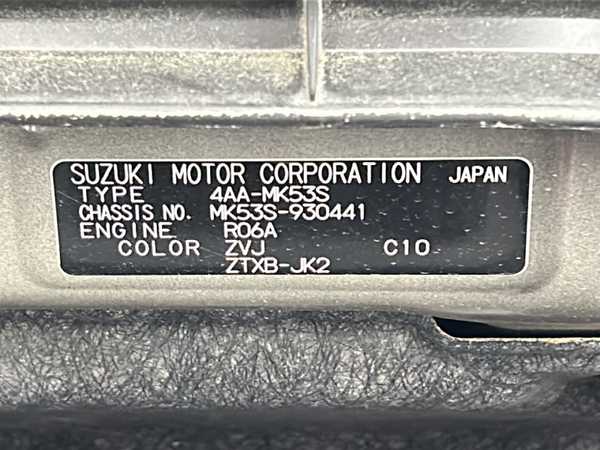 SUZUKI MOTOR CORPORATION JAPAN
TYPE 4AA-MK53S
CHASSIS NO. MK53S-930441
ENGINE R06A
COLOR ZVJ C10
ZTXB-JK2